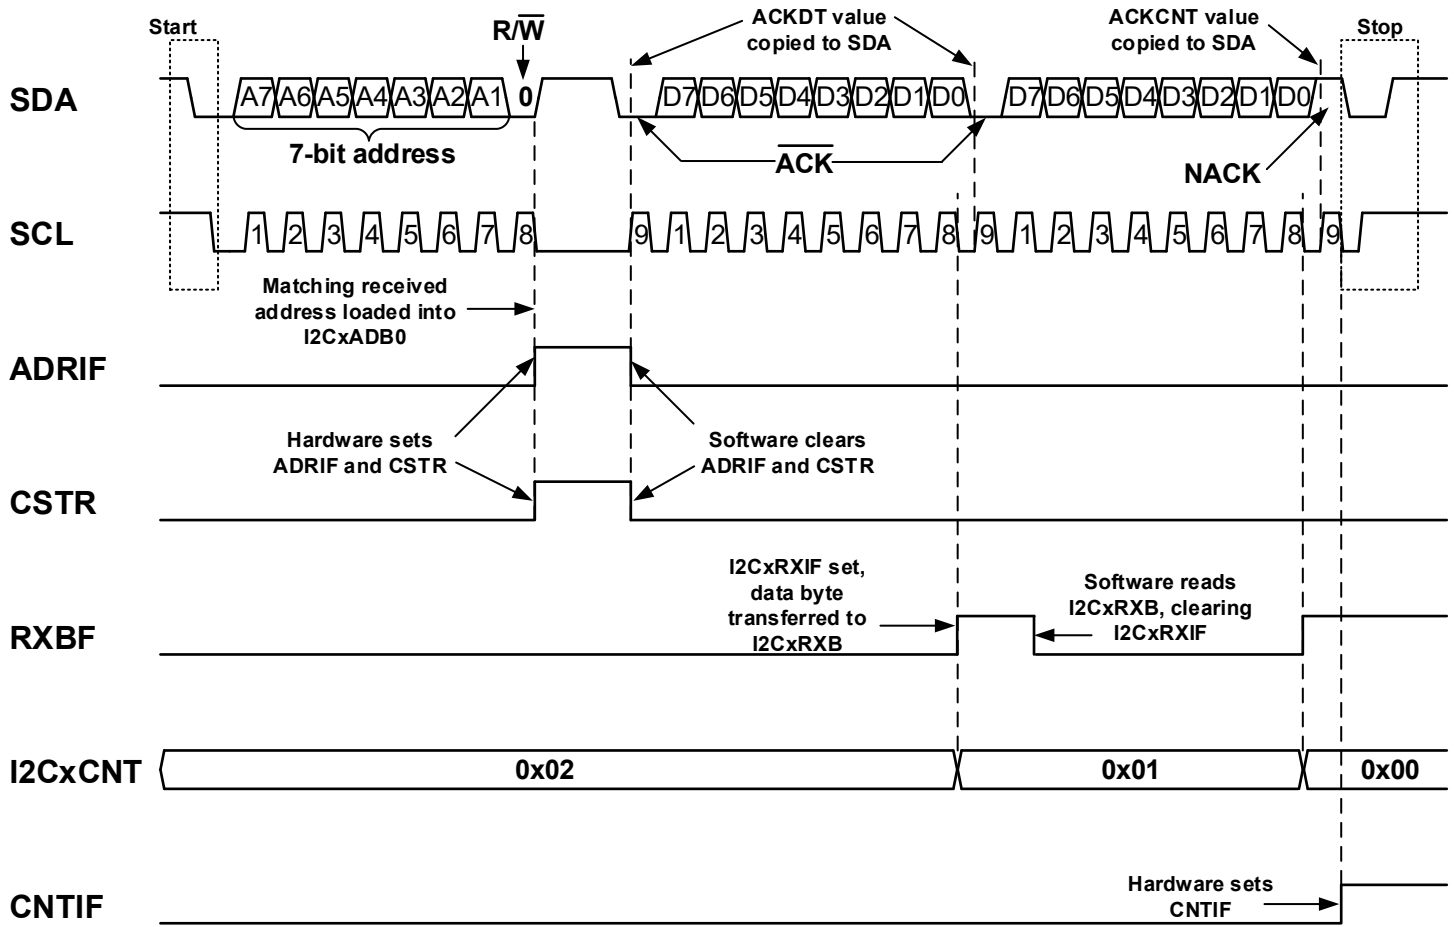 Start
R/W
ACKDT value
copied to SDA
ACKCNT value
copied to SDA
Stop
SDA
A7 A6 A5 A4 A3 A2 A1 0
D7 D6 D5 D4 D3 D2 D1 D0
D7 D6 D5 D4 D3 D2 D1 D0
7-bit address
ACK
NACK
SCL
1 2 3 4 5 6 7 8
9 1 2 3 4 5 6 7 8 9 1 2 3 4 5 6 7 8 9
Matching received
address loaded into
I2CxADB0
ADRIF
Hardware sets
ADRIF and CSTR
Software clears
ADRIF and CSTR
CSTR
I2CxRXIF set,
data byte
transferred to
I2CxRXB
Software reads
I2CxRXB, clearing
I2CxRXIF
RXBF
I2CxCNT
0x02
0x01
0x00
Hardware sets
CNTIF
CNTIF